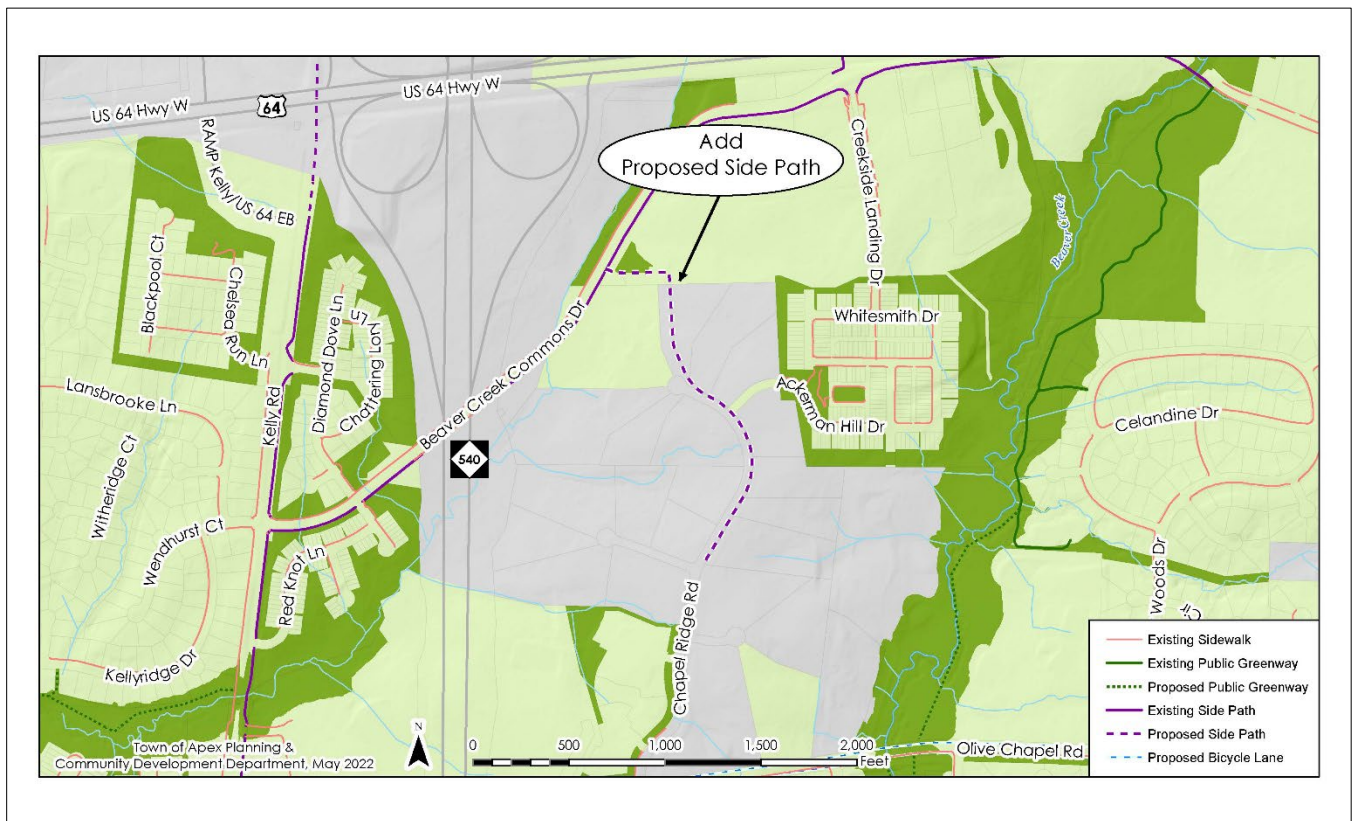 US 64 Hwy W
US 64 Hwy W
64
RAMP Kelly/US 64 EB
Add
Proposed Side Path
Creekside Landing Dr
Beaver Creek
Blackpool Ct
Chelsea Run Ln
Diamond Dove Ln
Chattering Lory Ln
Whitesmith Dr
Lansbrooke Ln
Kelly Rd
Beaver Creek Commons Dr
Ackerman Hill Dr
Celandine Dr
540
Witheridge Ct
Wendhurst Ct
Red Knot Ln
Woods Dr
Cir
Kellyridge Dr
Chapel Ridge Rd
Existing Sidewalk
Existing Public Greenway
Proposed Public Greenway
Existing Side Path
Proposed Side Path
Proposed Bicycle Lane
Town of Apex Planning &
Community Development Department, May 2022
N
0 500 1,000 1,500 2,000
Feet
Olive Chapel Rd